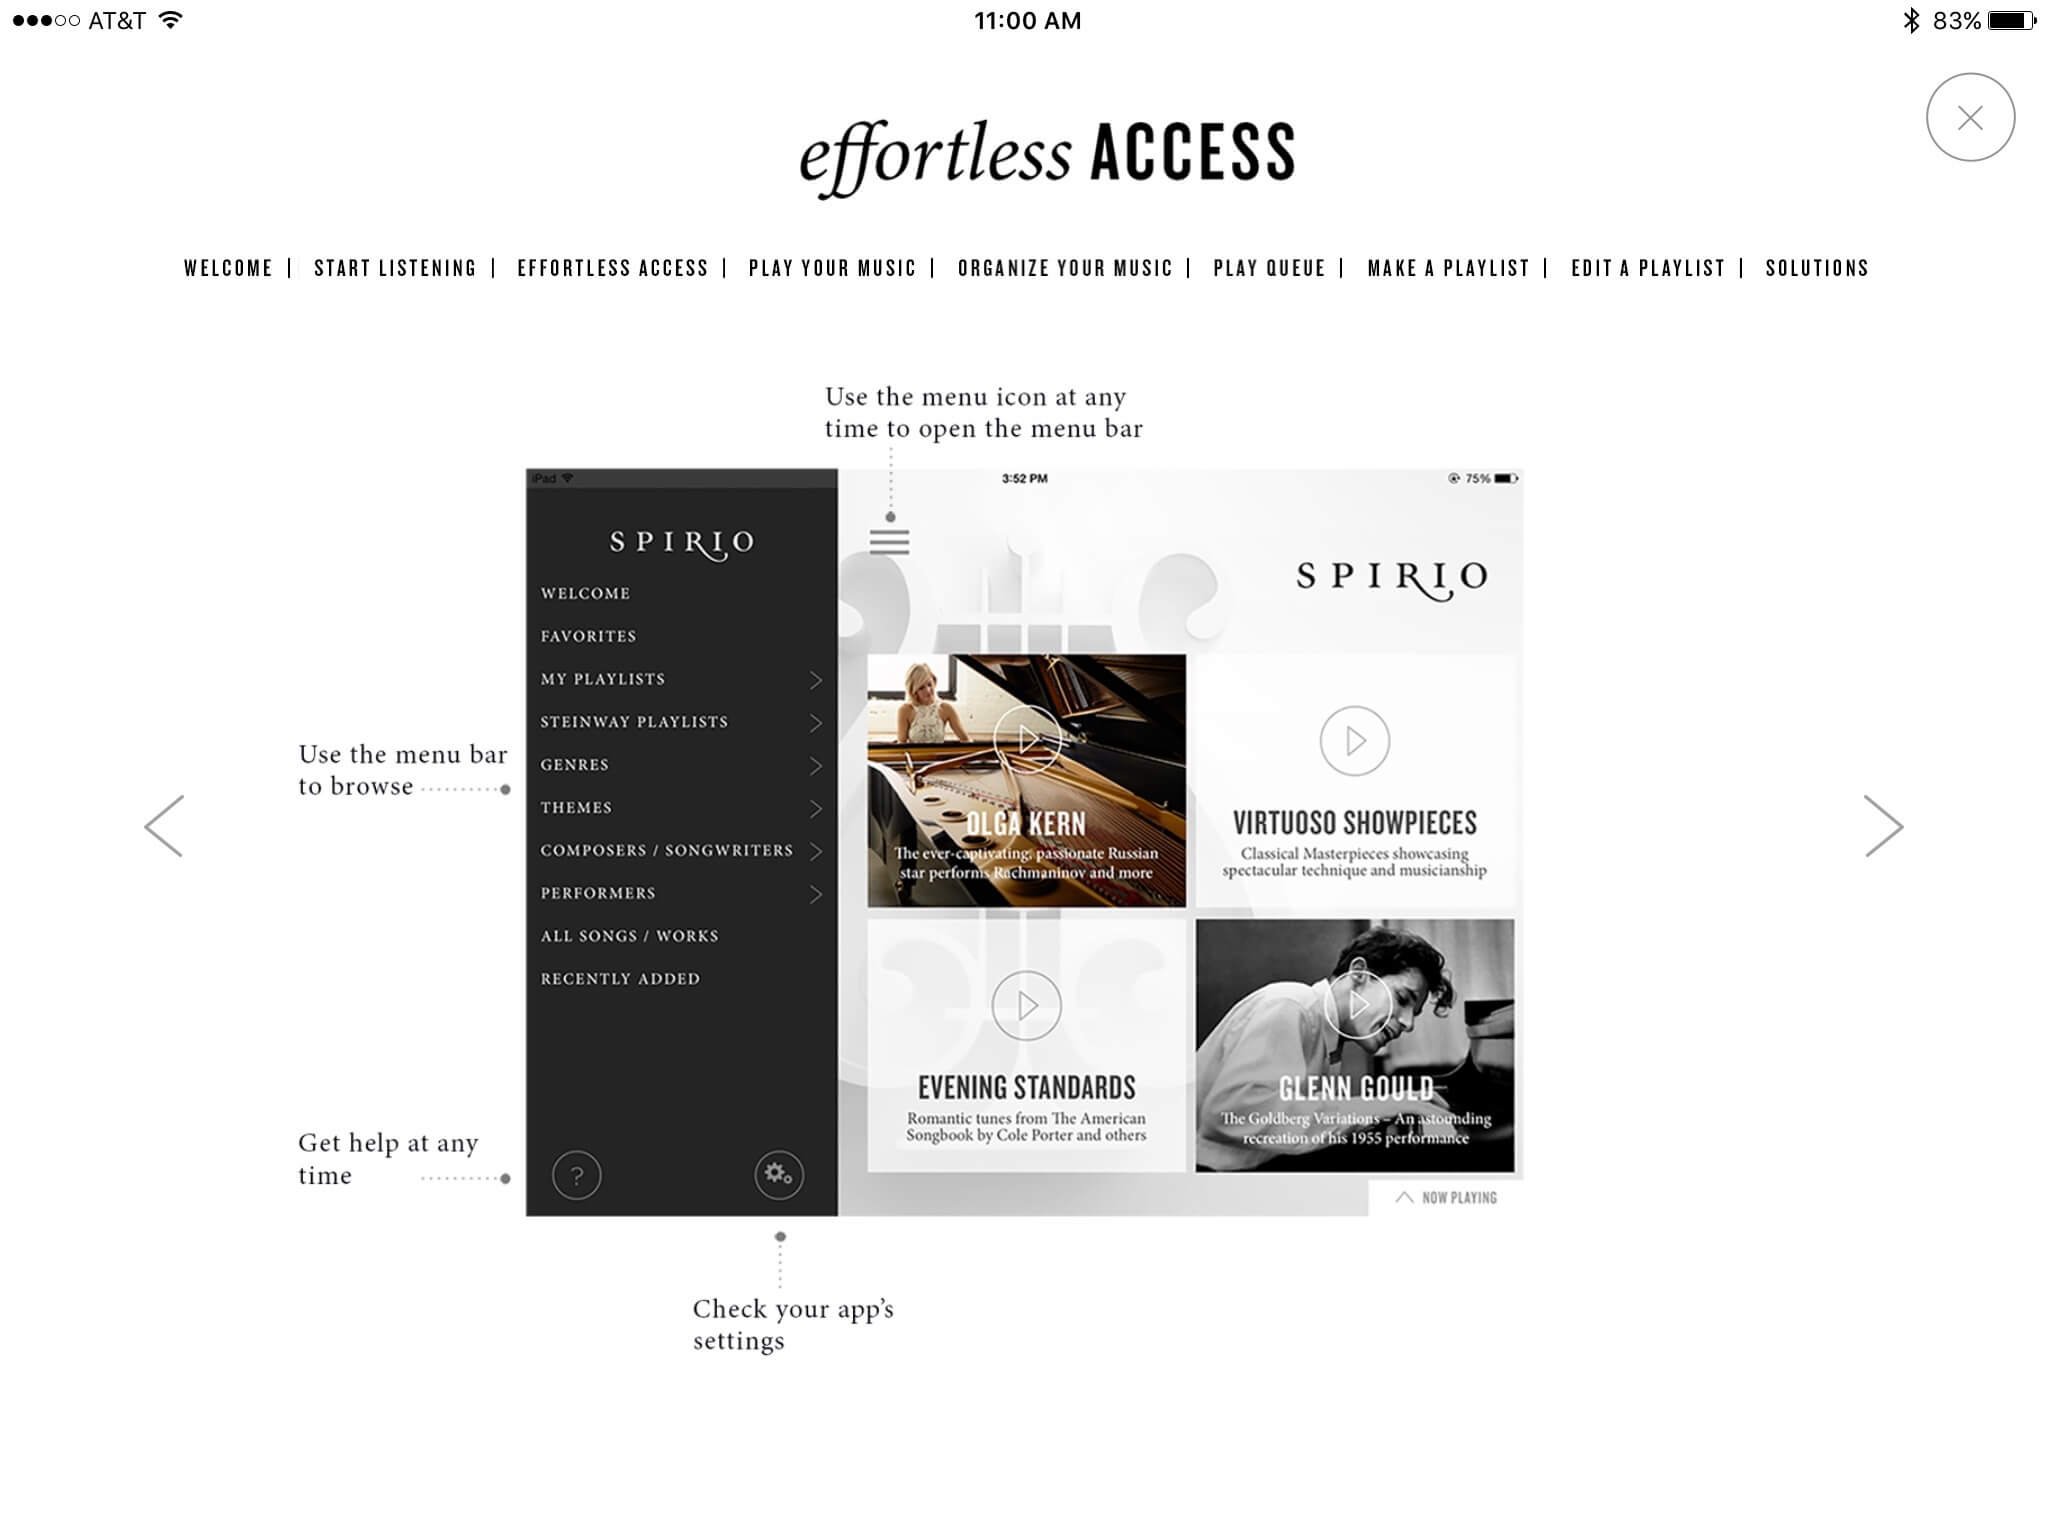 AT&T 11:00 AM 83%
effortless ACCESS
WELCOME | START LISTENING | EFFORTLESS ACCESS | PLAY YOUR MUSIC | ORGANIZE YOUR MUSIC | PLAY QUEUE | MAKE A PLAYLIST | EDIT A PLAYLIST | SOLUTIONS
Use the menu icon at any
time to open the menu bar
iPad 3:52 PM 75%
SPIRIO
WELCOME
FAVORITES
MY PLAYLISTS
STEINWAY PLAYLISTS
GENRES
THEMES
COMPOSERS / SONGWRITERS
PERFORMERS
ALL SONGS / WORKS
RECENTLY ADDED
?
Use the menu bar
to browse
Get help at any
time
Check your app's
settings
SPIRIO
OLGA KERN
The ever-captivating, passionate Russian
star performs Rachmaninov and more
VIRTUOSO SHOWPIECES
Classical Masterpieces showcasing
spectacular technique and musicianship
EVENING STANDARDS
Romantic tunes from The American
Songbook by Cole Porter and others
GLENN GOULD
The Goldberg Variations – An astounding
recreation of his 1955 performance
NOW PLAYING